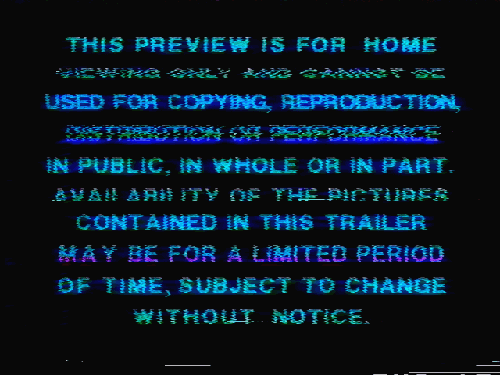 THIS PREVIEW IS FOR HOME
VIEWING ONLY AND CANNOT BE
USED FOR COPYING, REPRODUCTION,
DISTRIBUTION OR PERFORMANCE
IN PUBLIC, IN WHOLE OR IN PART.
AVAILABILITY OF THE PICTURES
CONTAINED IN THIS TRAILER
MAY BE FOR A LIMITED PERIOD
OF TIME, SUBJECT TO CHANGE
WITHOUT NOTICE.